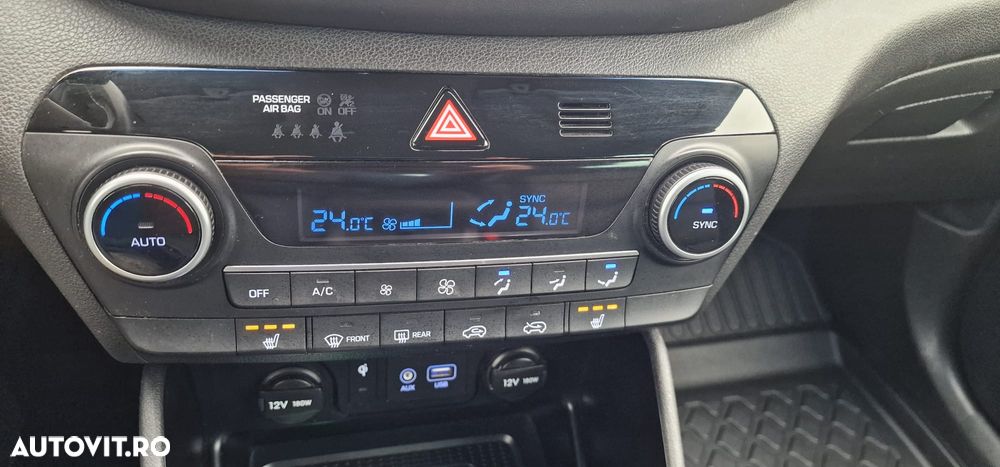 PASSENGER
AIR BAG ON OFF
SYNC
24.0°C 24.0°C
AUTO
SYNC
OFF A/C
FRONT REAR
AUX USB
12V 180W 12V 180W
AUTOVIT.RO